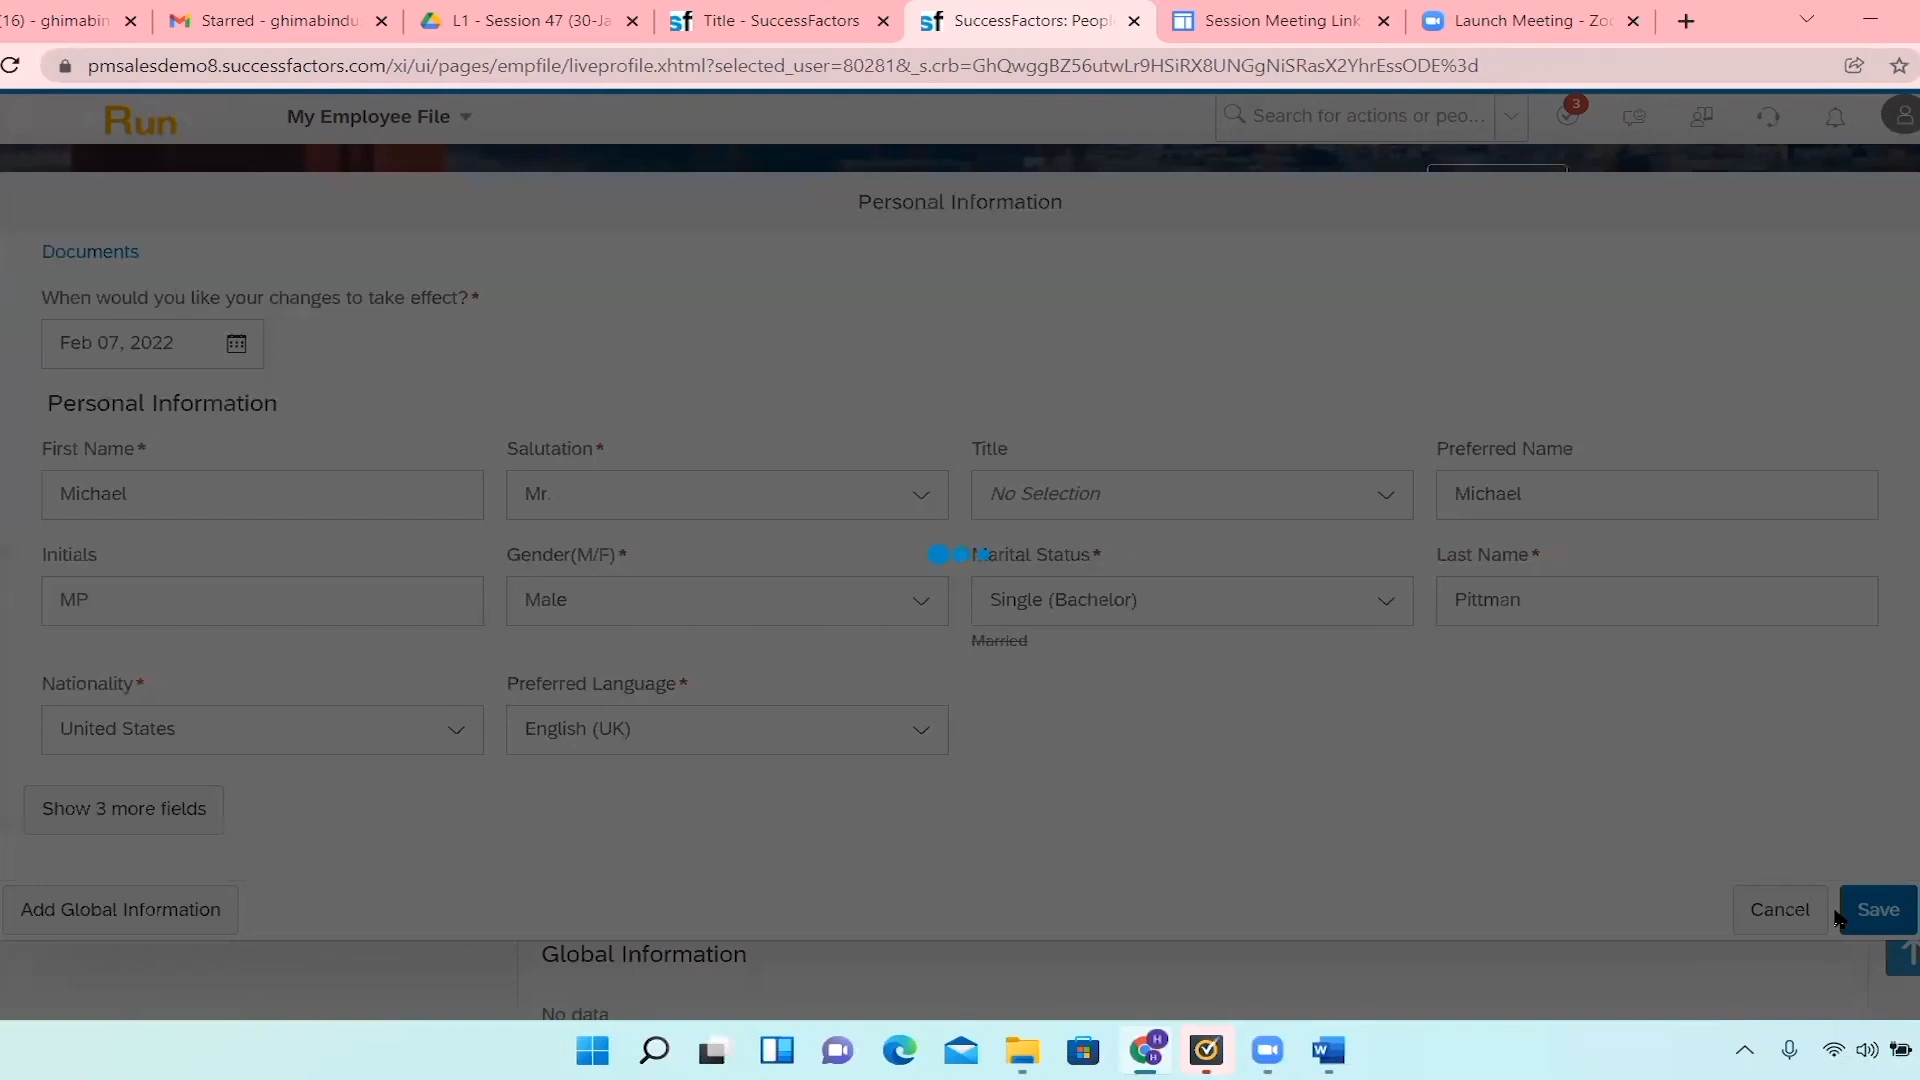 (16) - ghimabin
Starred - ghimabindu
L1 - Session 47 (30-Ja
Title - SuccessFactors
SuccessFactors: Peopl
Session Meeting Link
Launch Meeting - Zoo
pmsalesdemo8.successfactors.com/xi/ui/pages/empfile/liveprofile.xhtml?selected_user=80281&_s.crb=GhQwggBZ56utwLr9HSiRX8UNGgNiSRasX2YhrEssODE%3d
Run
My Employee File
Search for actions or peo...
3
Personal Information
Documents
When would you like your changes to take effect?*
Feb 07, 2022
Personal Information
First Name*
Salutation*
Title
Preferred Name
Michael
Mr.
No Selection
Michael
Initials
Gender(M/F)*
Marital Status*
Last Name*
MP
Male
Single (Bachelor)
Pittman
Married
Nationality*
Preferred Language*
United States
English (UK)
Show 3 more fields
Add Global Information
Cancel
Save
Global Information
No data